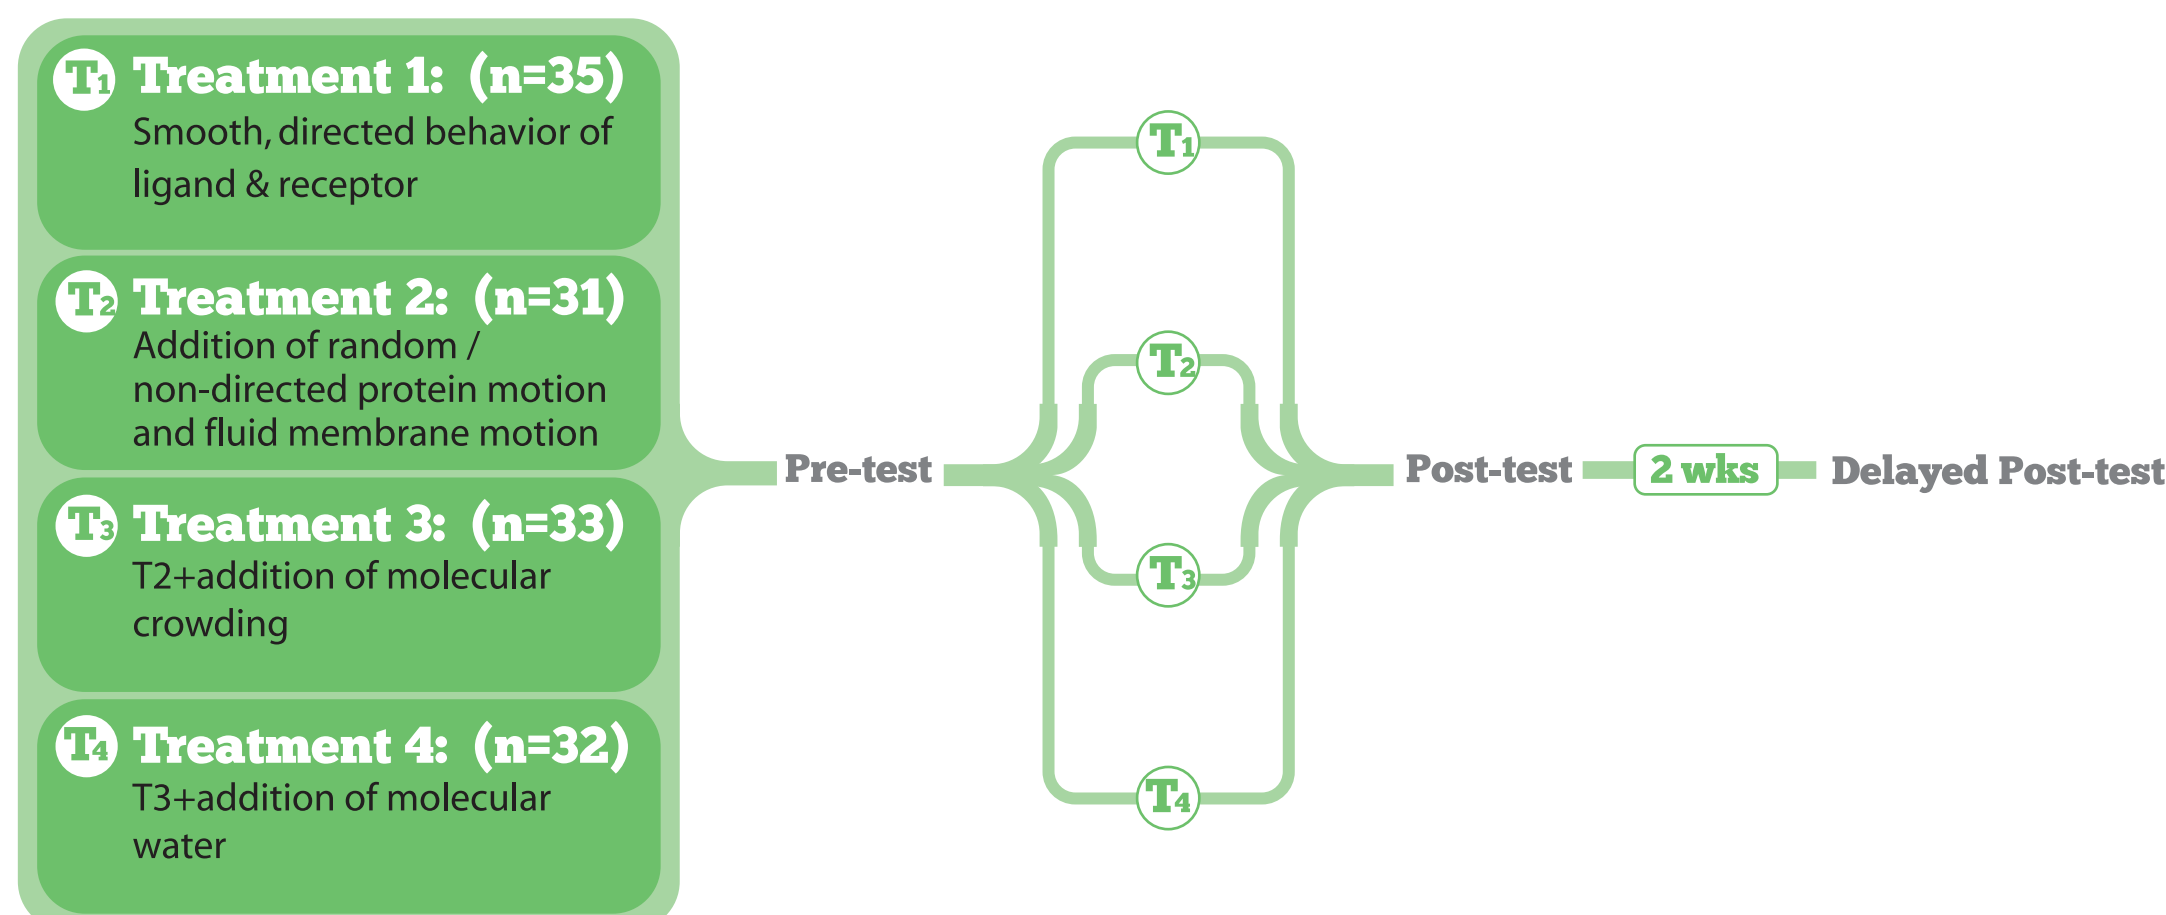 T1 Treatment 1: (n=35)
Smooth, directed behavior of
ligand & receptor
T2 Treatment 2: (n=31)
Addition of random /
non-directed protein motion
and fluid membrane motion
T3 Treatment 3: (n=33)
T2+addition of molecular
crowding
T4 Treatment 4: (n=32)
T3+addition of molecular
water
Pre-test
T1
T2
T3
T4
Post-test
2 wks
Delayed Post-test